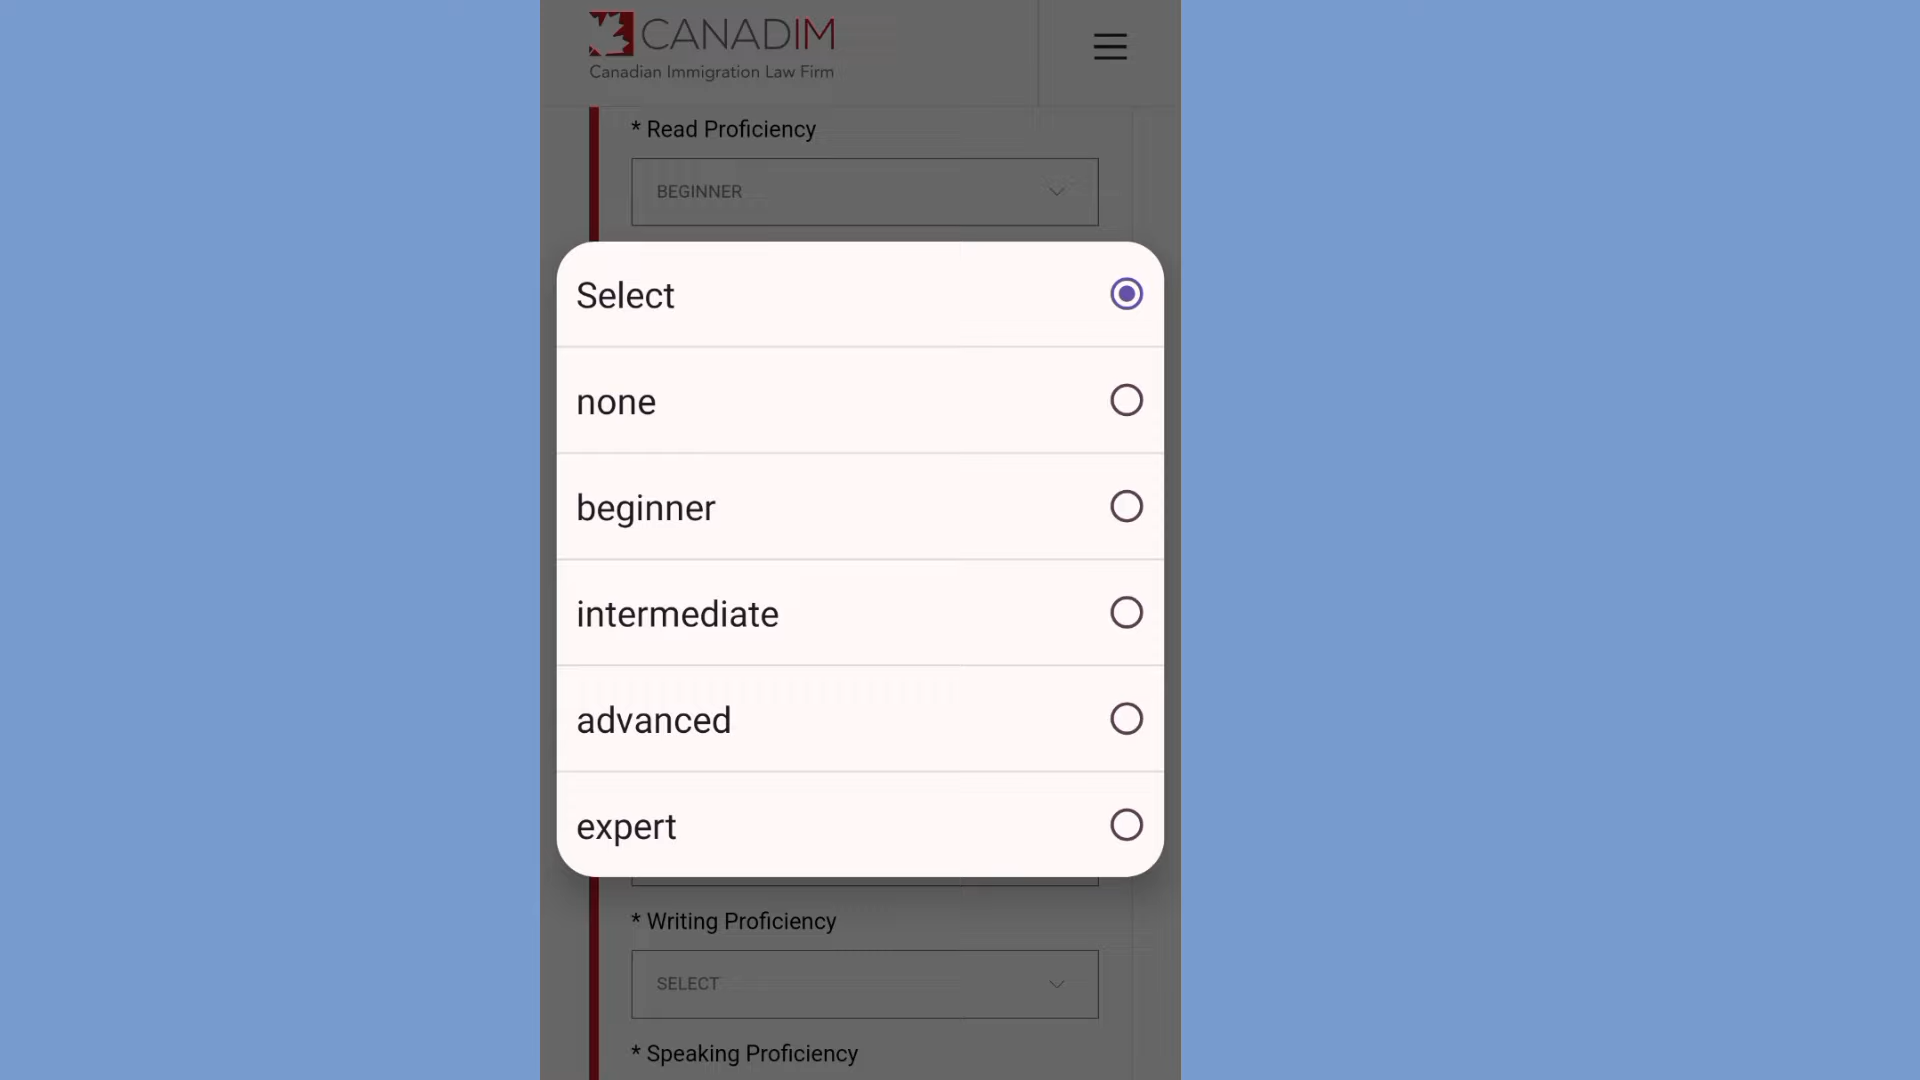 CANADIM
Canadian Immigration Law Firm
* Read Proficiency
BEGINNER
Select
none
beginner
intermediate
advanced
expert
* Writing Proficiency
SELECT
* Speaking Proficiency